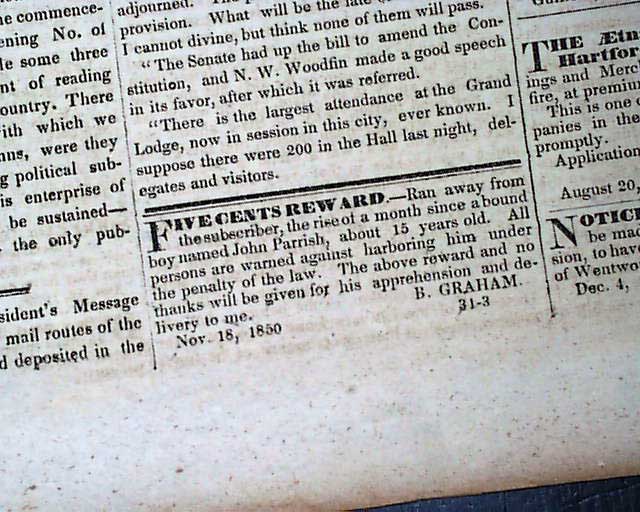 he commence-
ening No. of
le some three
nt of reading
ountry. There
ith which we
ns, were they
g political sub-
is enterprise of
be sustained—
the only pub-
sident's Message
mail routes of the
d deposited in the
adjourned. The
provision. What will be the
I cannot divine, but think none of them will pass.
"The Senate had up the bill to amend the Con-
stitution, and N. W. Woodfin made a good speech
in its favor, after which it was referred.
"There is the largest attendance at the Grand
Lodge, now in session in this city, ever known. I
suppose there were 200 in the Hall last night, del-
egates and visitors.
FIVE CENTS REWARD.—Ran away from
the subscriber, the rise of a month since a bound
boy named John Parrish, about 15 years old. All
persons are warned against harboring him under
the penalty of the law. The above reward and no
thanks will be given for his apprehension and de-
livery to me.
B. GRAHAM.
Nov. 18, 1850
31-3
THE Ætn
Hartfor
ings and Merc
fire, at premiu
This is one
panies in the
promptly.
Application
August 20,
NOTIC
be mad
sion, to have
of Wentwo
Dec. 4,